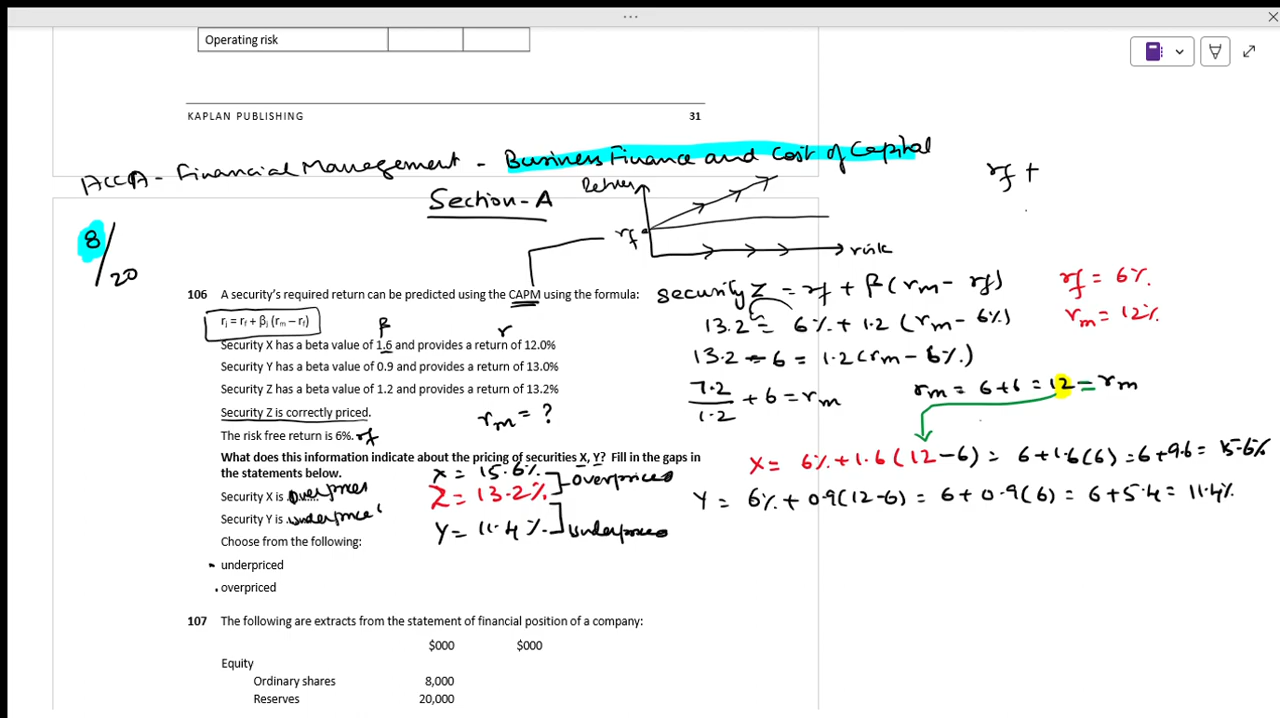 Operating risk
KAPLAN PUBLISHING 31
ACCA - Financial Management - Business Finance and Cost of Capital
Section - A
8/20
Return
rf
risk
rf +
106 A security's required return can be predicted using the CAPM using the formula:
rj = rf + βj (rm – rf)
β
r
Security X has a beta value of 1.6 and provides a return of 12.0%
Security Y has a beta value of 0.9 and provides a return of 13.0%
Security Z has a beta value of 1.2 and provides a return of 13.2%
Security Z is correctly priced.
rm = ?
The risk free return is 6%. rf
What does this information indicate about the pricing of securities X, Y? Fill in the gaps in
the statements below.
Security X is overprices
Security Y is underprice
Choose from the following:
underpriced
overpriced
X = 15.6%
Z = 13.2%
overprices
Y = 11.4%
underprices
security Z = rf + β(rm - rf)
13.2 = 6% + 1.2 (rm - 6%)
13.2 - 6 = 1.2(rm - 6%)
7.2/1.2 + 6 = rm
rm = 6+6 = 12 = rm
rf = 6%
rm = 12%
X = 6% + 1.6 (12 - 6) = 6 + 1.6(6) = 6 + 9.6 = 15.6%
Y = 6% + 0.9(12-6) = 6 + 0.9(6) = 6 + 5.4 = 11.4%
107 The following are extracts from the statement of financial position of a company:
$000 $000
Equity
Ordinary shares 8,000
Reserves 20,000